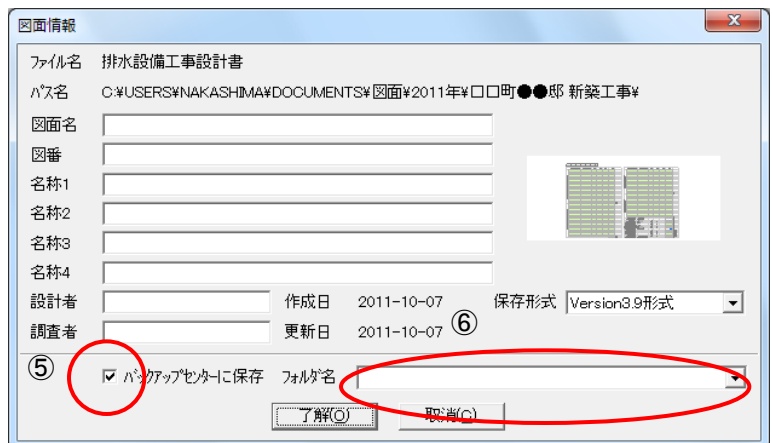 図面情報
ファイル名 排水設備工事設計書
パス名 C:¥USERS¥NAKASHIMA¥DOCUMENTS¥図面¥2011年¥口口町●●邸 新築工事¥
図面名
図番
名称1
名称2
名称3
名称4
設計者 作成日 2011-10-07 保存形式 Version3.9形式
調査者 更新日 2011-10-07 ⑥
⑤ バックアップセンターに保存 フォルダ名
了解(O) 取消(C)